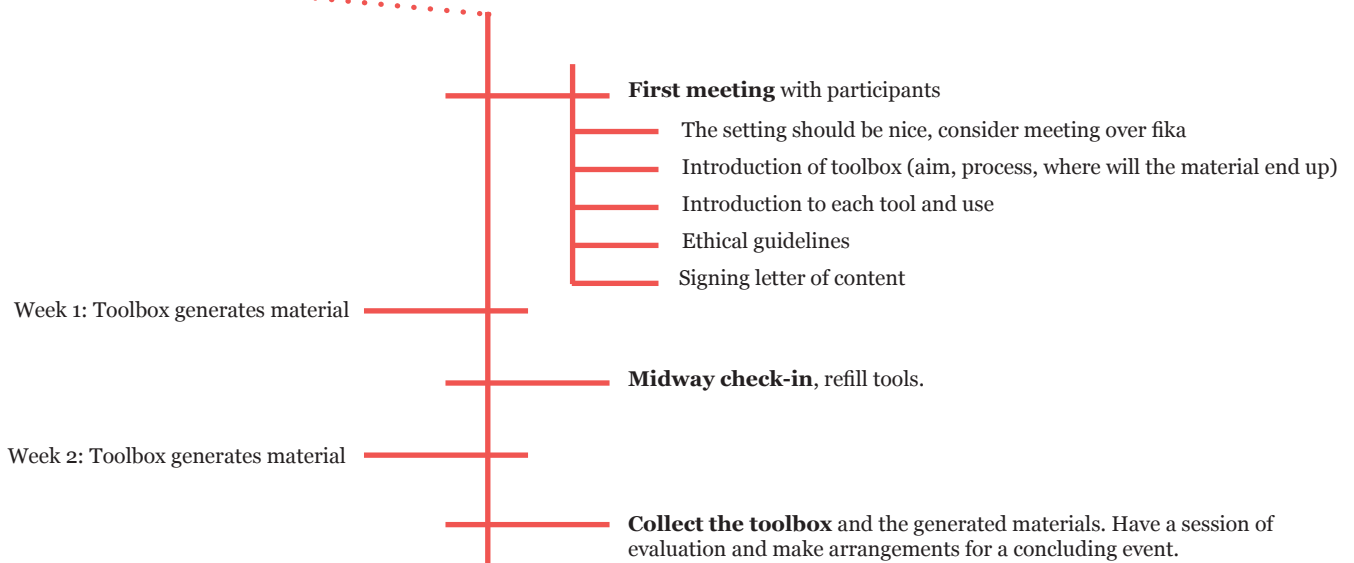 First meeting with participants
The setting should be nice, consider meeting over fika
Introduction of toolbox (aim, process, where will the material end up)
Introduction to each tool and use
Ethical guidelines
Signing letter of content
Week 1: Toolbox generates material
Midway check-in, refill tools.
Week 2: Toolbox generates material
Collect the toolbox and the generated materials. Have a session of
evaluation and make arrangements for a concluding event.